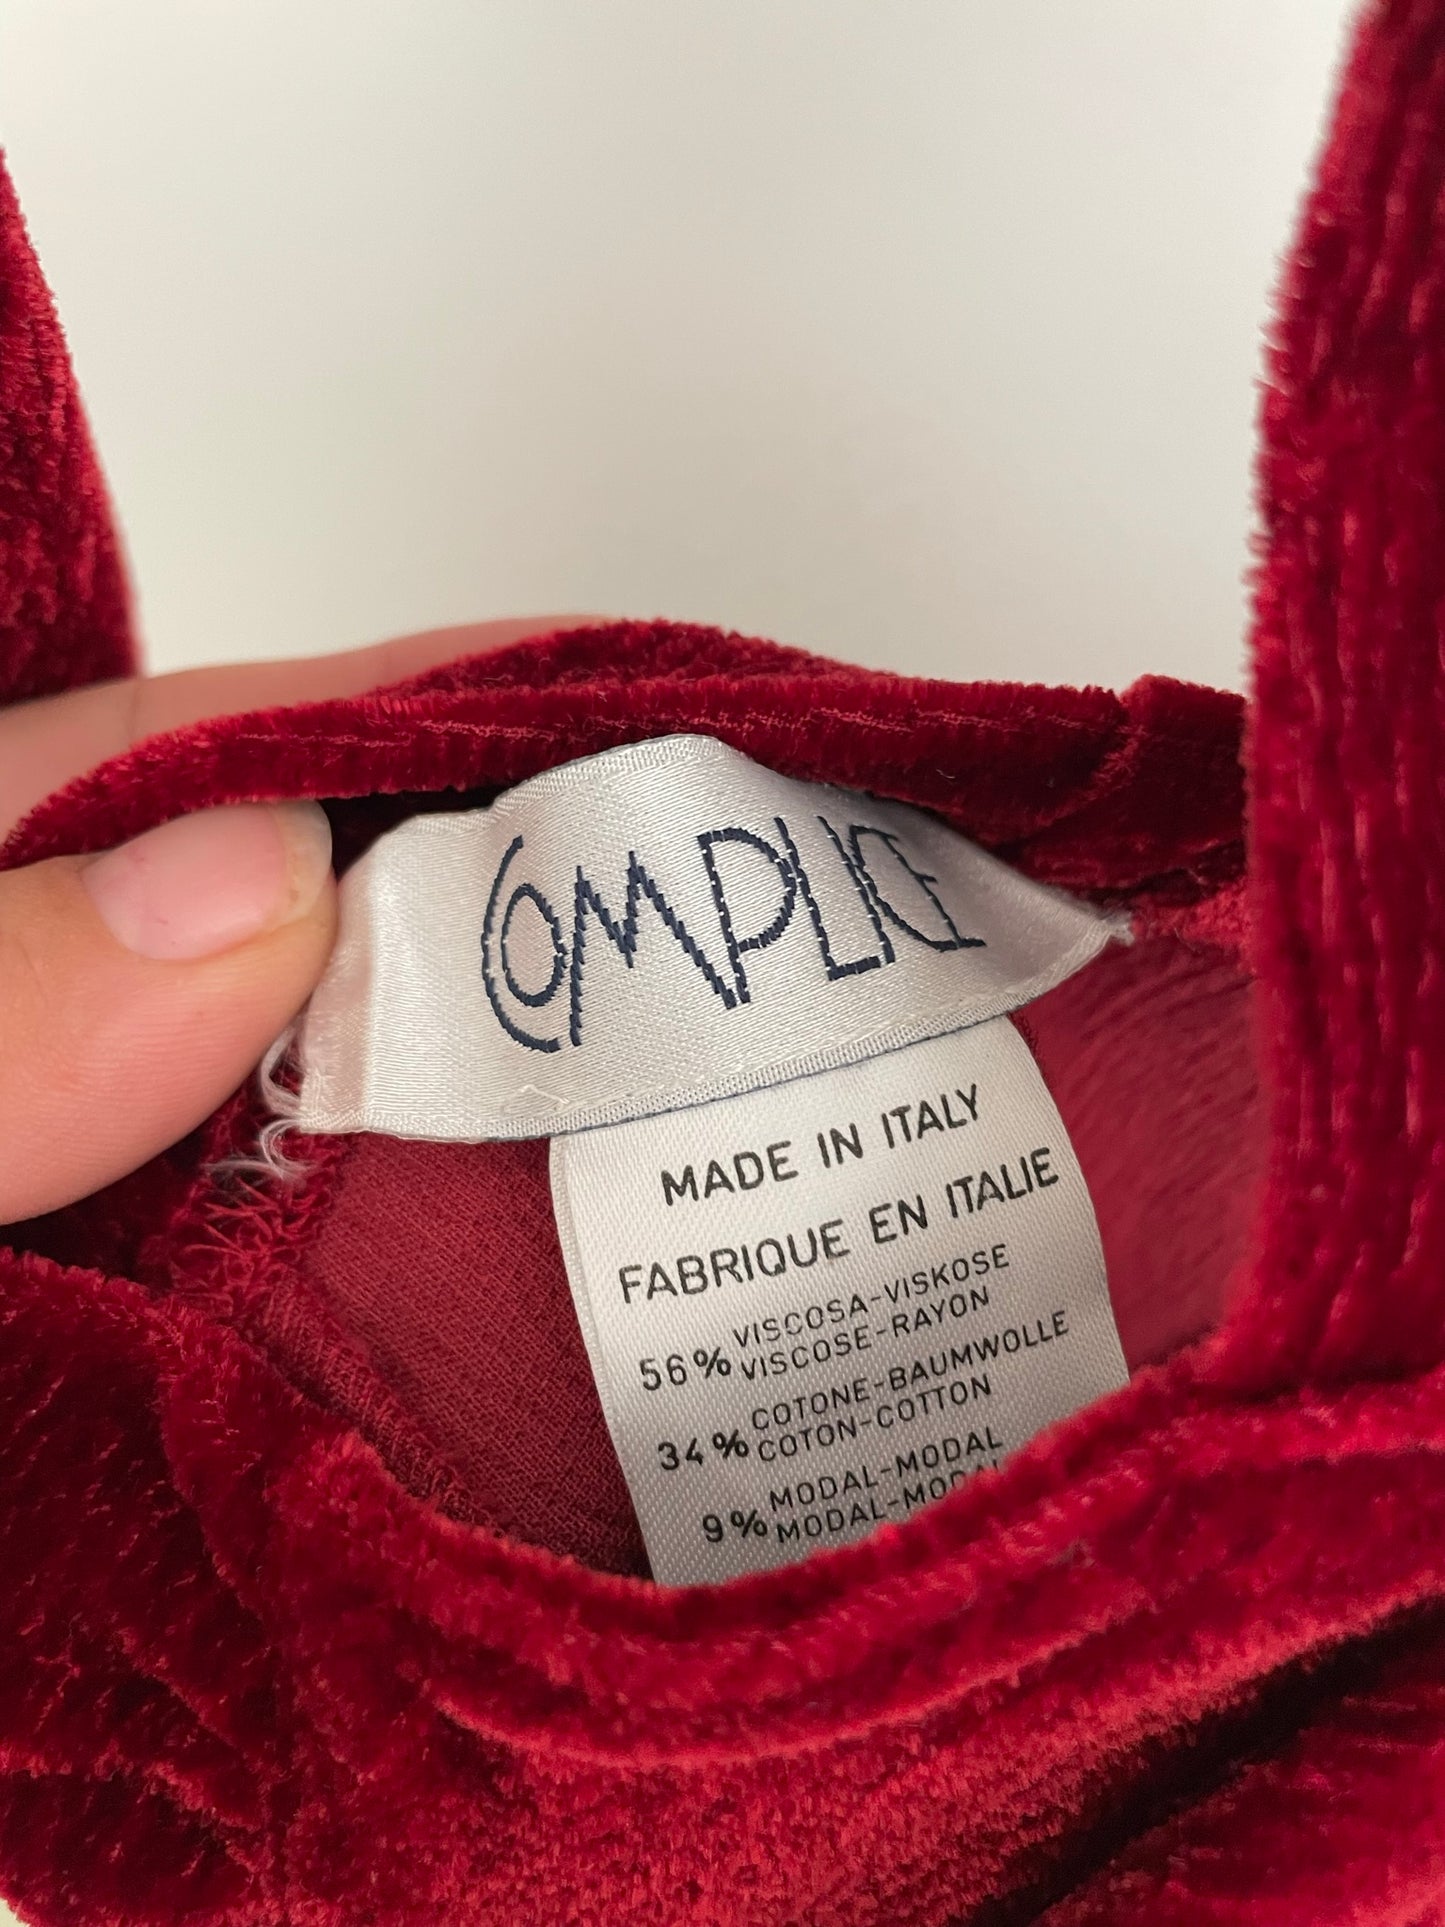 COMPLICE
MADE IN ITALY
FABRIQUE EN ITALIE
VISCOSA-VISKOSE
56% VISCOSE-RAYON
COTONE-BAUMWOLLE
34% COTON-COTTON
MODAL-MODAL
9% MODAL-MODAL